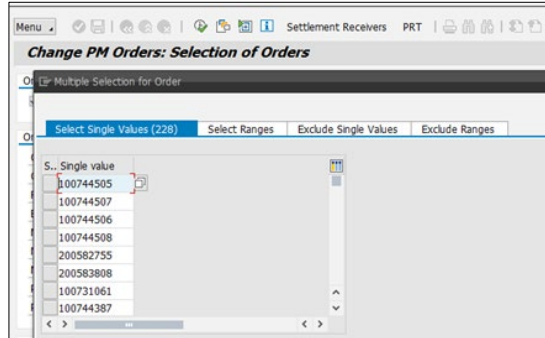 Menu Settlement Receivers PRT
Change PM Orders: Selection of Orders
Multiple Selection for Order
Select Single Values (228) Select Ranges Exclude Single Values Exclude Ranges
S.. Single value
100744505
100744507
100744506
100744508
200582755
200583808
100731061
100744387